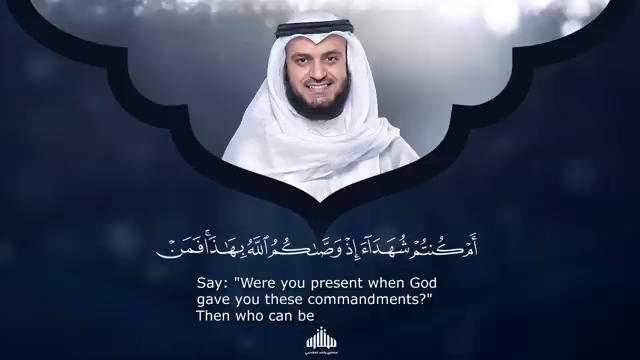 أَمْ كُنتُمْ شُهَدَآءَ إِذْ وَصَّىٰكُمُ ٱللَّهُ بِهَٰذَا ۚ فَمَنْ
Say: "Were you present when God
gave you these commandments?"
Then who can be